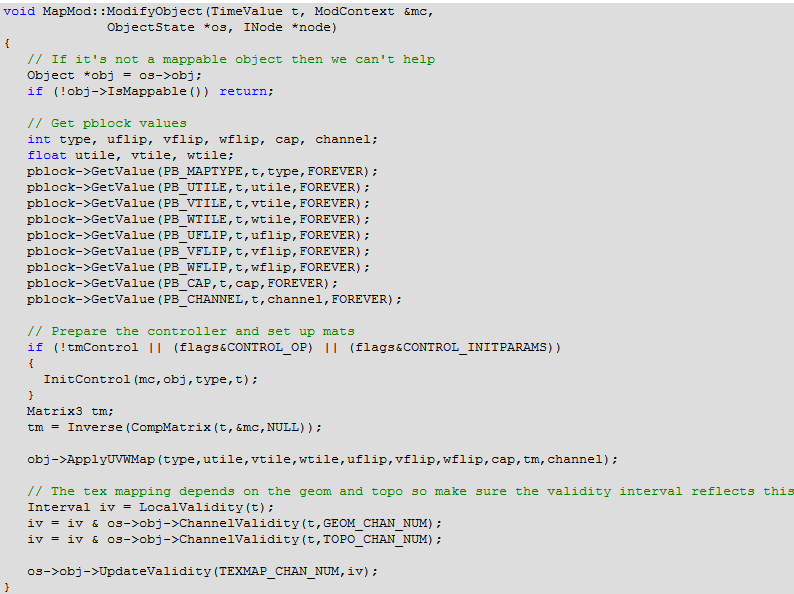 void MapMod::ModifyObject(TimeValue t, ModContext &mc,
ObjectState *os, INode *node)
{
// If it's not a mappable object then we can't help
Object *obj = os->obj;
if (!obj->IsMappable()) return;
// Get pblock values
int type, uflip, vflip, wflip, cap, channel;
float utile, vtile, wtile;
pblock->GetValue(PB_MAPTYPE,t,type,FOREVER);
pblock->GetValue(PB_UTILE,t,utile,FOREVER);
pblock->GetValue(PB_VTILE,t,vtile,FOREVER);
pblock->GetValue(PB_WTILE,t,wtile,FOREVER);
pblock->GetValue(PB_UFLIP,t,uflip,FOREVER);
pblock->GetValue(PB_VFLIP,t,vflip,FOREVER);
pblock->GetValue(PB_WFLIP,t,wflip,FOREVER);
pblock->GetValue(PB_CAP,t,cap,FOREVER);
pblock->GetValue(PB_CHANNEL,t,channel,FOREVER);
// Prepare the controller and set up mats
if (!tmControl || (flags&CONTROL_OP) || (flags&CONTROL_INITPARAMS))
{
InitControl(mc,obj,type,t);
}
Matrix3 tm;
tm = Inverse(CompMatrix(t,&mc,NULL));
obj->ApplyUVWMap(type,utile,vtile,wtile,uflip,vflip,wflip,cap,tm,channel);
// The tex mapping depends on the geom and topo so make sure the validity interval reflects this
Interval iv = LocalValidity(t);
iv = iv & os->obj->ChannelValidity(t,GEOM_CHAN_NUM);
iv = iv & os->obj->ChannelValidity(t,TOPO_CHAN_NUM);
os->obj->UpdateValidity(TEXMAP_CHAN_NUM,iv);
}